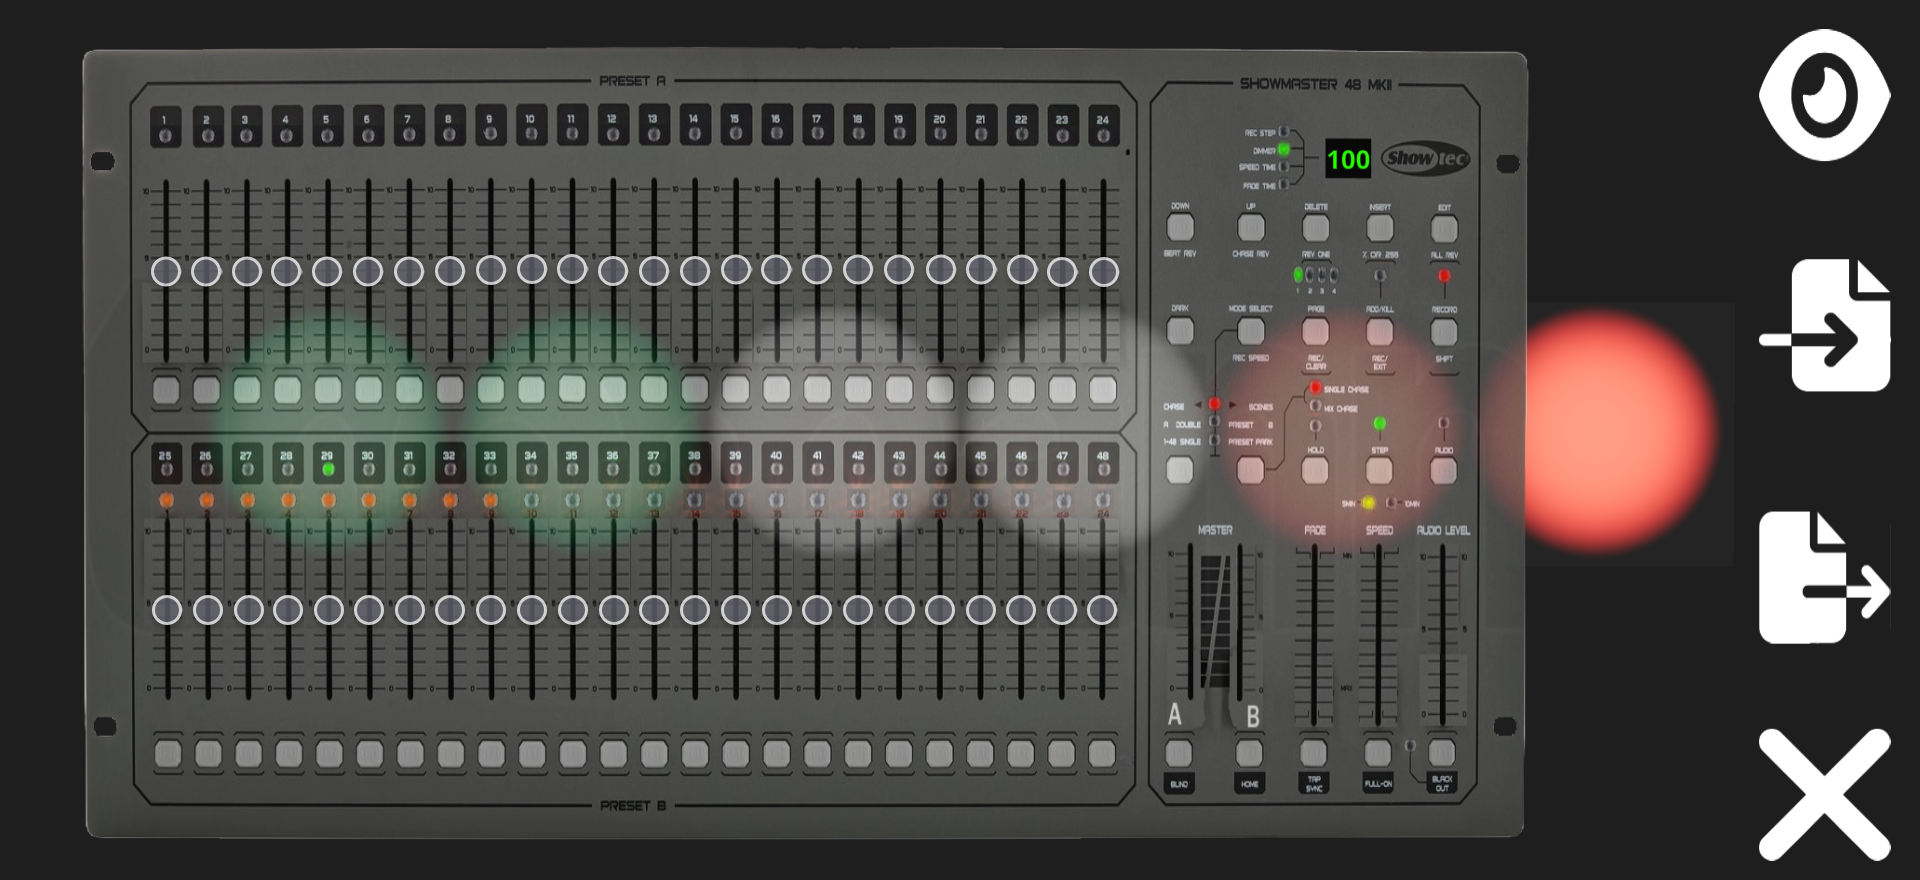 PRESET A
SHOWMASTER 48 MKII
1 2 3 4 5 6 7 8 9 10 11 12 13 14 15 16 17 18 19 20 21 22 23 24
REC STEP
DIMMER
SPEED TIME
FADE TIME
100
Showtec
DOWN UP DELETE INSERT EDIT
BEAT REV CHASE REV REV ONE X OR 255 ALL REV
1 2 3 4
DARK MODE SELECT PAGE ADD/KILL RECORD
REC SPEED REC/ CLEAR REC/ EXIT SHIFT
SINGLE CHASE
MIX CHASE
CHASE SCENES
A DOUBLE PRESET B
1-48 SINGLE PRESET PARK
HOLD STEP AUDIO
25 26 27 28 29 30 31 32 33 34 35 36 37 38 39 40 41 42 43 44 45 46 47 48
5MIN 10MIN
MASTER FADE SPEED AUDIO LEVEL
MIN
MAX
A B
BLIND HOME TAP SYNC FULL-ON BLACK OUT
PRESET B